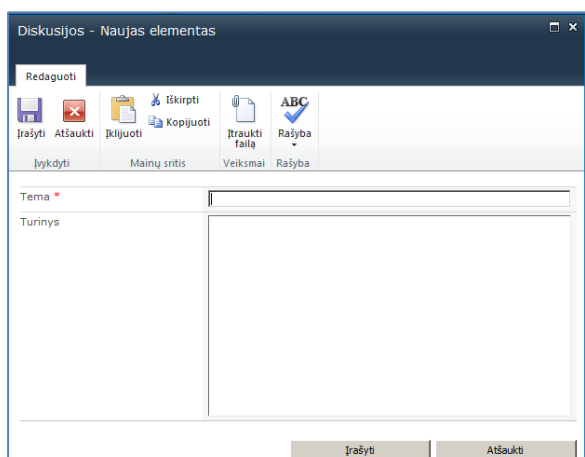 Diskusijos - Naujas elementas
Redaguoti
Įrašyti
Atšaukti
Įklijuoti
Iškirpti
Kopijuoti
Įtraukti
failą
ABC
Rašyba
Įvykdyti
Mainų sritis
Veiksmai
Rašyba
Tema *
Turinys
Įrašyti
Atšaukti